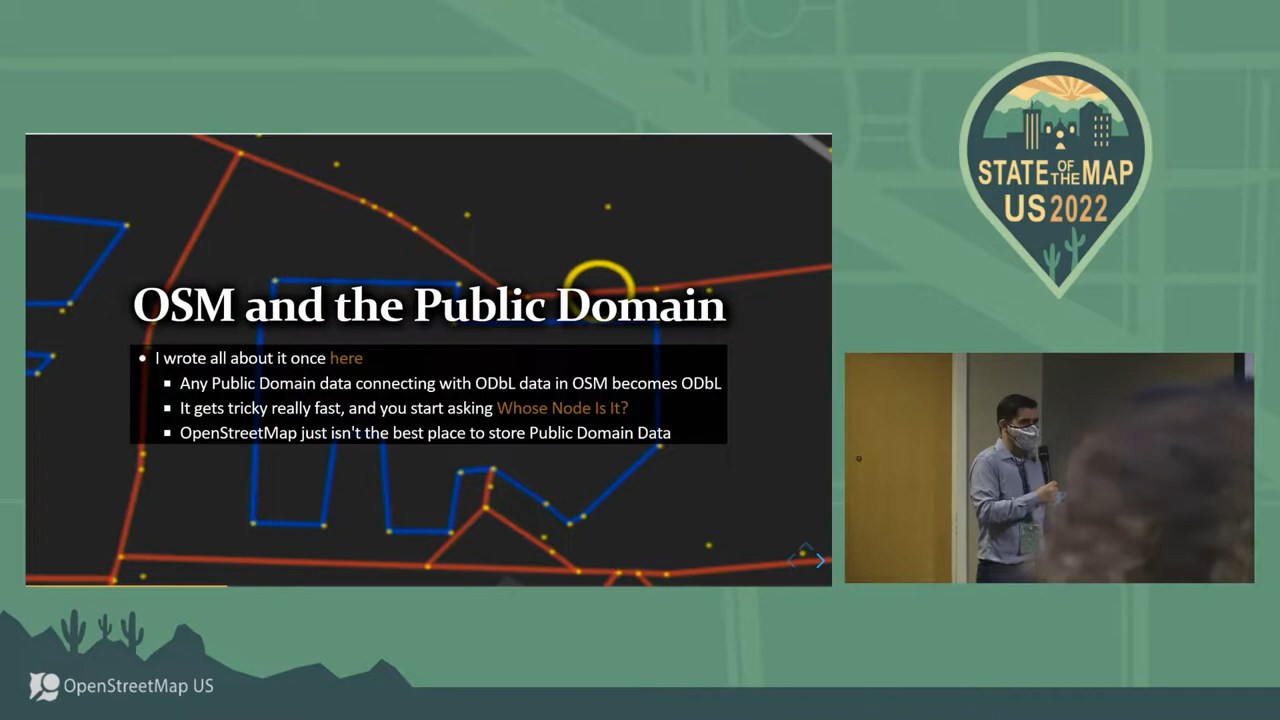 OSM and the Public Domain
I wrote all about it once here
Any Public Domain data connecting with ODbL data in OSM becomes ODbL
It gets tricky really fast, and you start asking Whose Node Is It?
OpenStreetMap just isn't the best place to store Public Domain Data
STATE OF THE MAP
US 2022
OpenStreetMap US